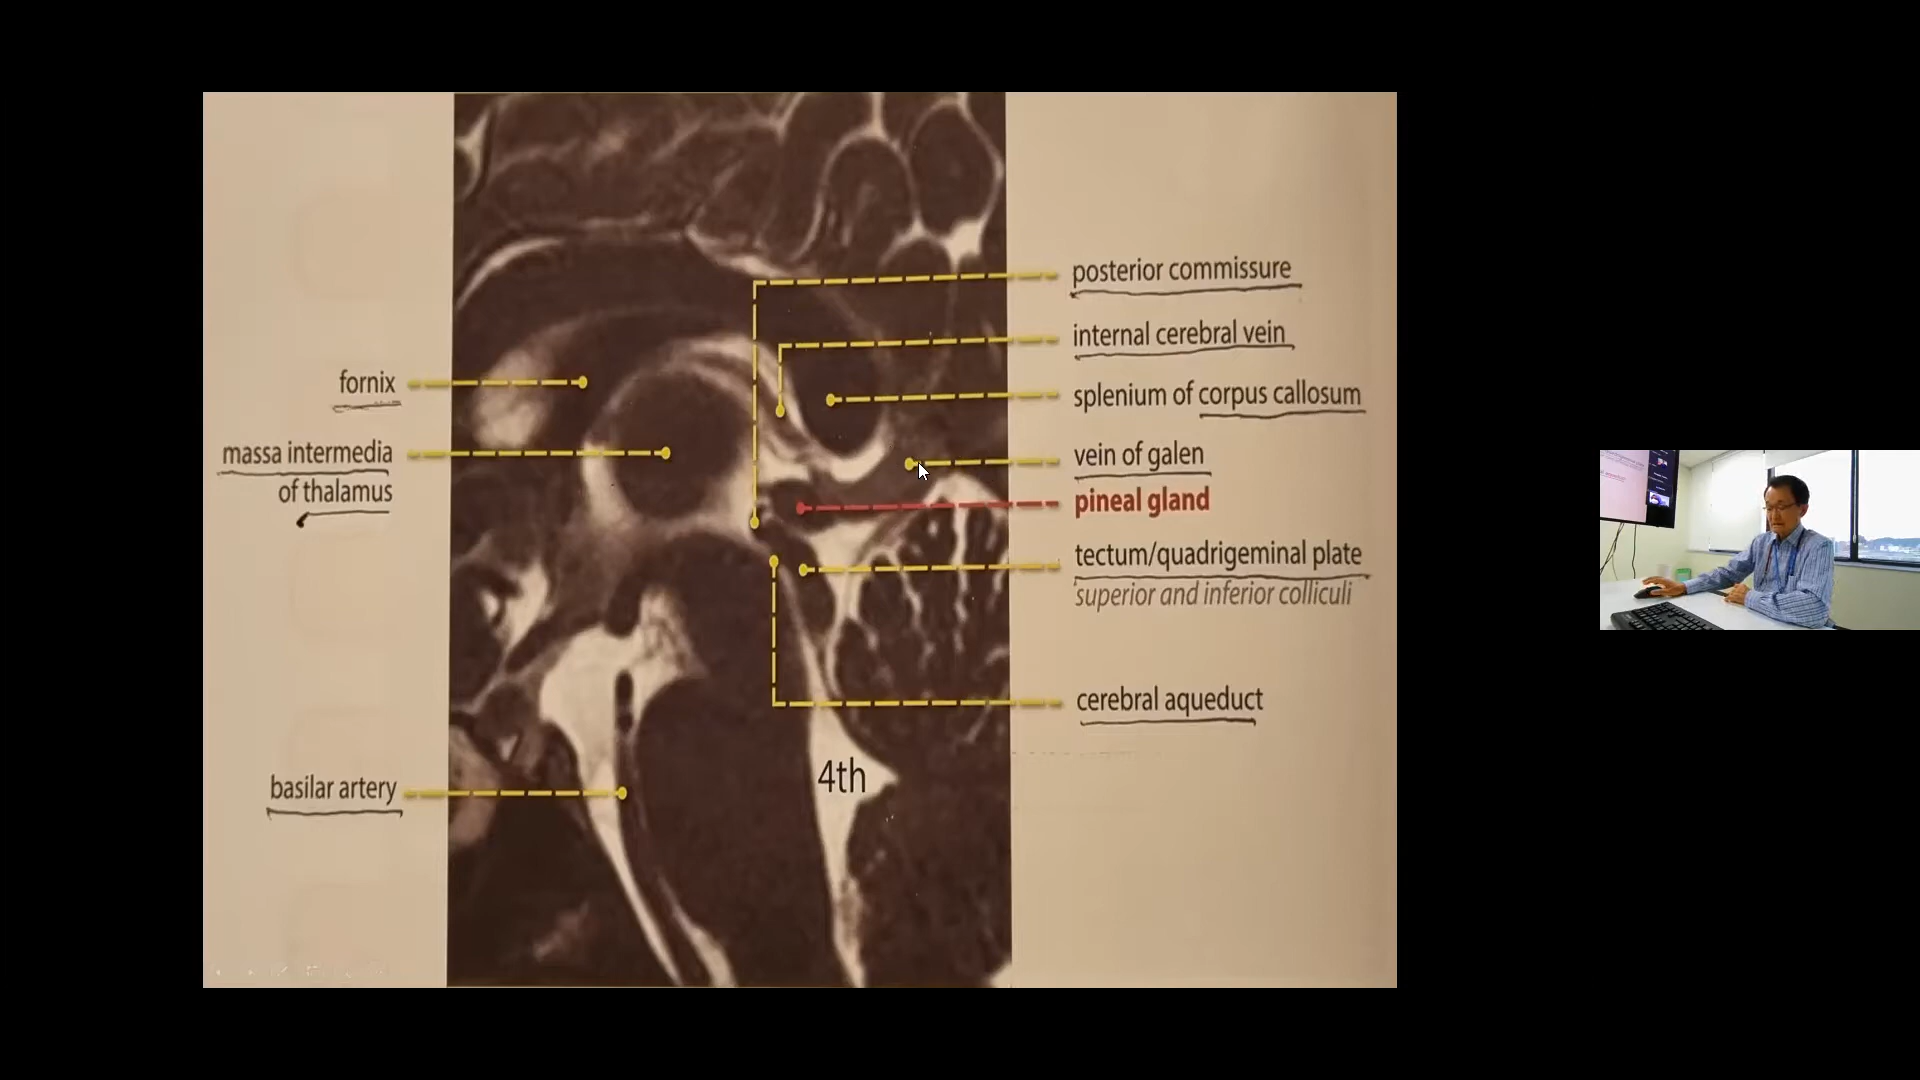 posterior commissure
internal cerebral vein
fornix
splenium of corpus callosum
massa intermedia
of thalamus
vein of galen
pineal gland
tectum/quadrigeminal plate
superior and inferior colliculi
cerebral aqueduct
4th
basilar artery